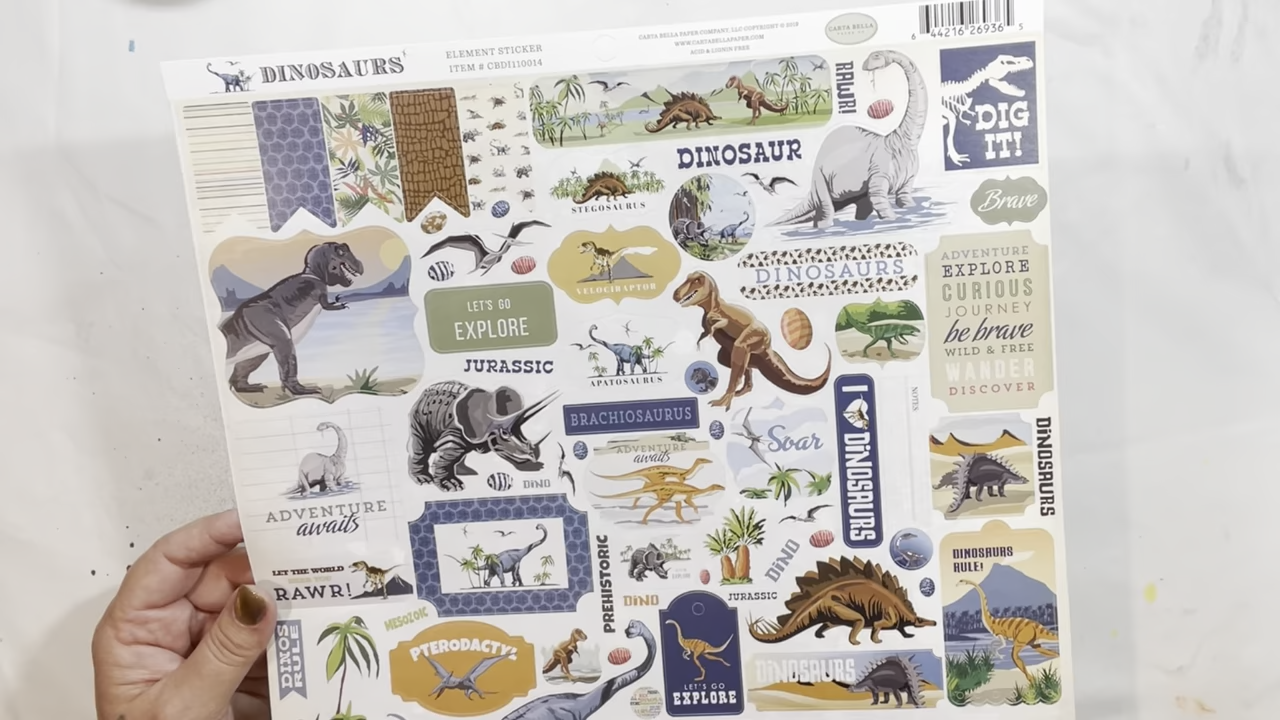 DINOSAURS
ELEMENT STICKER
ITEM # CBDI110014
CARTA BELLA PAPER COMPANY, LLC COPYRIGHT © 2019
WWW.CARTABELLAPAPER.COM
ACID & LIGNIN FREE
CARTA BELLA
6 44216 26936 5
RAWR!
DIG
IT!
DINOSAUR
STEGOSAURUS
Brave
VELOCIRAPTOR
DINOSAURS
ADVENTURE
EXPLORE
CURIOUS
JOURNEY
be brave
WILD & FREE
WANDER
DISCOVER
LET'S GO
EXPLORE
JURASSIC
APATOSAURUS
BRACHIOSAURUS
NOTES
I
DINOSAURS
Soar
ADVENTURE
awaits
DINOSAURS
DINO
ADVENTURE
awaits
PREHISTORIC
DINO
DINOSAURS
RULE!
LET THE WORLD
HEAR YOU
RAWR!
MESOZOIC
DINO
JURASSIC
DINOS
RULE
PTERODACTYL
LET'S GO
EXPLORE
DINOSAURS